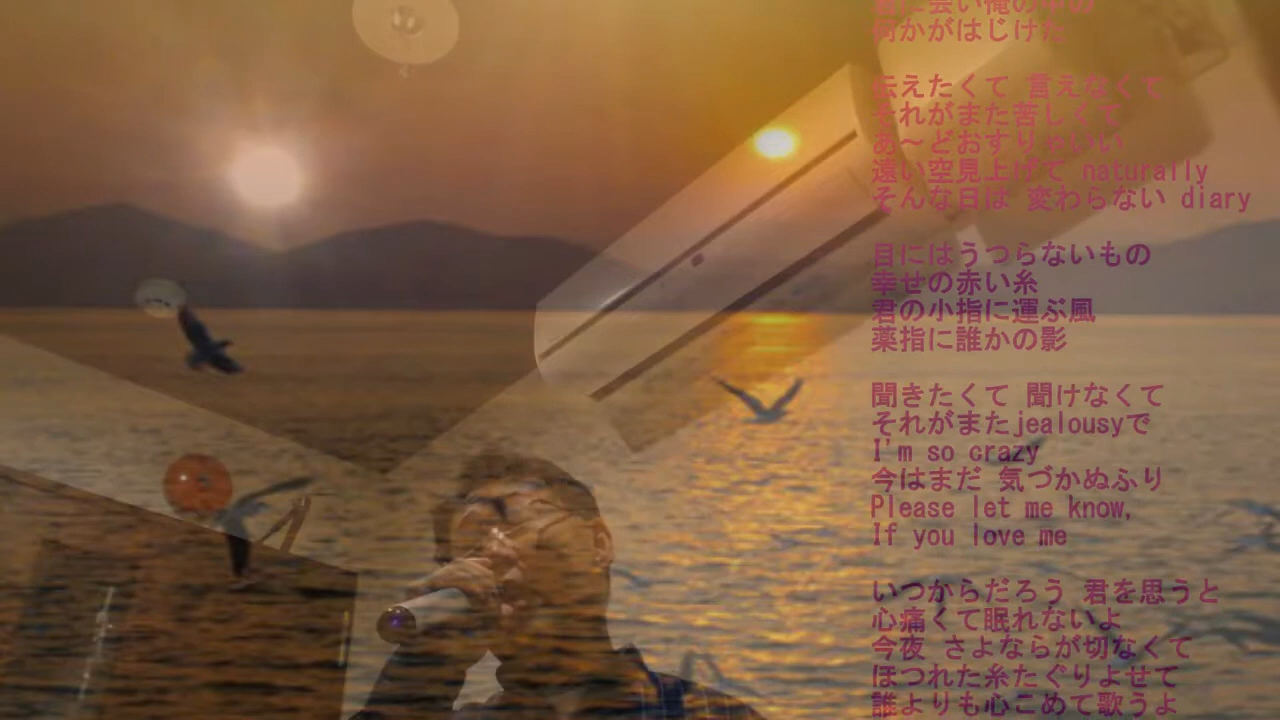 君に会い俺の中の
何かがはじけた
伝えたくて 言えなくて
それがまた苦しくて
あ～どおすりゃいい
遠い空見上げて naturally
そんな日は 変わらない diary
目にはうつらないもの
幸せの赤い糸
君の小指に運ぶ風
薬指に誰かの影
聞きたくて 聞けなくて
それがまたjealousyで
I'm so crazy
今はまだ 気づかぬふり
Please let me know,
If you love me
いつからだろう 君を思うと
心痛くて眠れないよ
今夜 さよならが切なくて
ほつれた糸たぐりよせて
誰よりも心こめて歌うよ